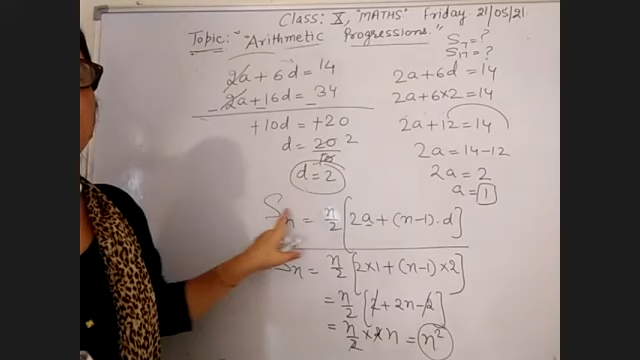 Class: X, "MATHS" Friday 21/05/21
Topic: "Arithmetic Progressions."
S7 = ?
S17 = ?
2a + 6d = 14
- 2a + 16d = 34
+10d = +20
d = 20/10 2
d = 2
2a + 6d = 14
2a + 6×2 = 14
2a + 12 = 14
2a = 14 - 12
2a = 2
a = 1
Sn = n/2 [2a + (n-1)·d]
Sn = n/2 [2×1 + (n-1)×2]
= n/2 [2 + 2n - 2]
= n/2 × 2n = n²